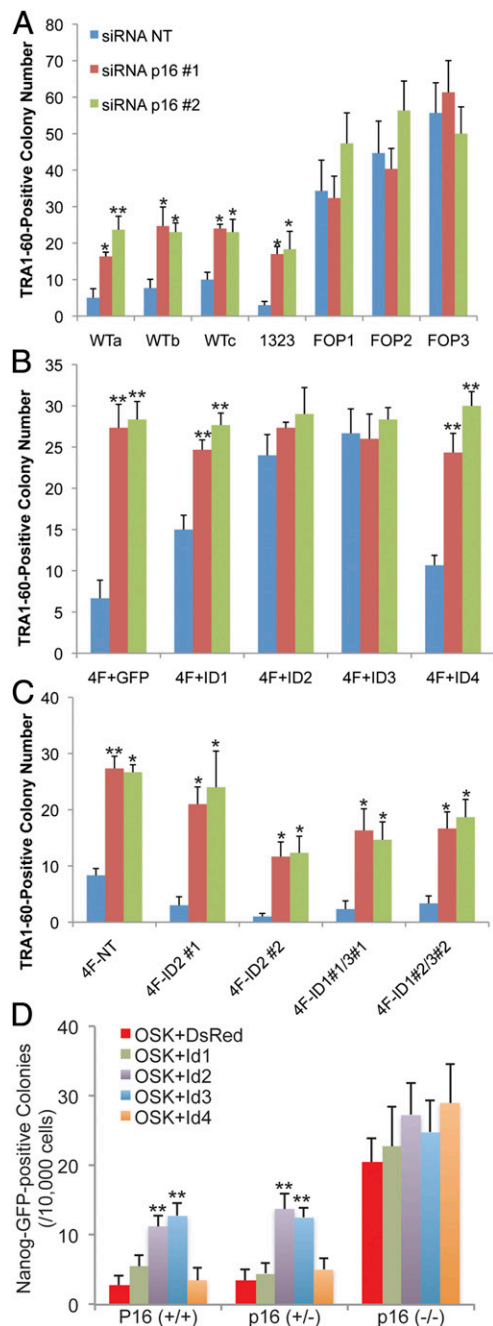 A
TRA1-60-Positive Colony Number
80
70
60
50
40
30
20
10
0
siRNA NT
siRNA p16 #1
siRNA p16 #2
* ** * * * * * *
WTa WTb WTc 1323 FOP1 FOP2 FOP3
B
TRA1-60-Positive Colony Number
35
30
25
20
15
10
5
0
** ** ** ** ** **
4F+GFP 4F+ID1 4F+ID2 4F+ID3 4F+ID4
C
TRA1-60-Positive Colony Number
40
30
20
10
0
** * * * * * * * * *
4F-NT 4F-ID2 #1 4F-ID2 #2 4F-ID1#1/3#1 4F-ID1#2/3#2
D
Nanog-GFP-positive Colonies
(/10,000 cells)
40
30
20
10
0
OSK+DsRed
OSK+Id1
OSK+Id2
OSK+Id3
OSK+Id4
** ** ** **
P16 (+/+) p16 (+/-) p16 (-/-)